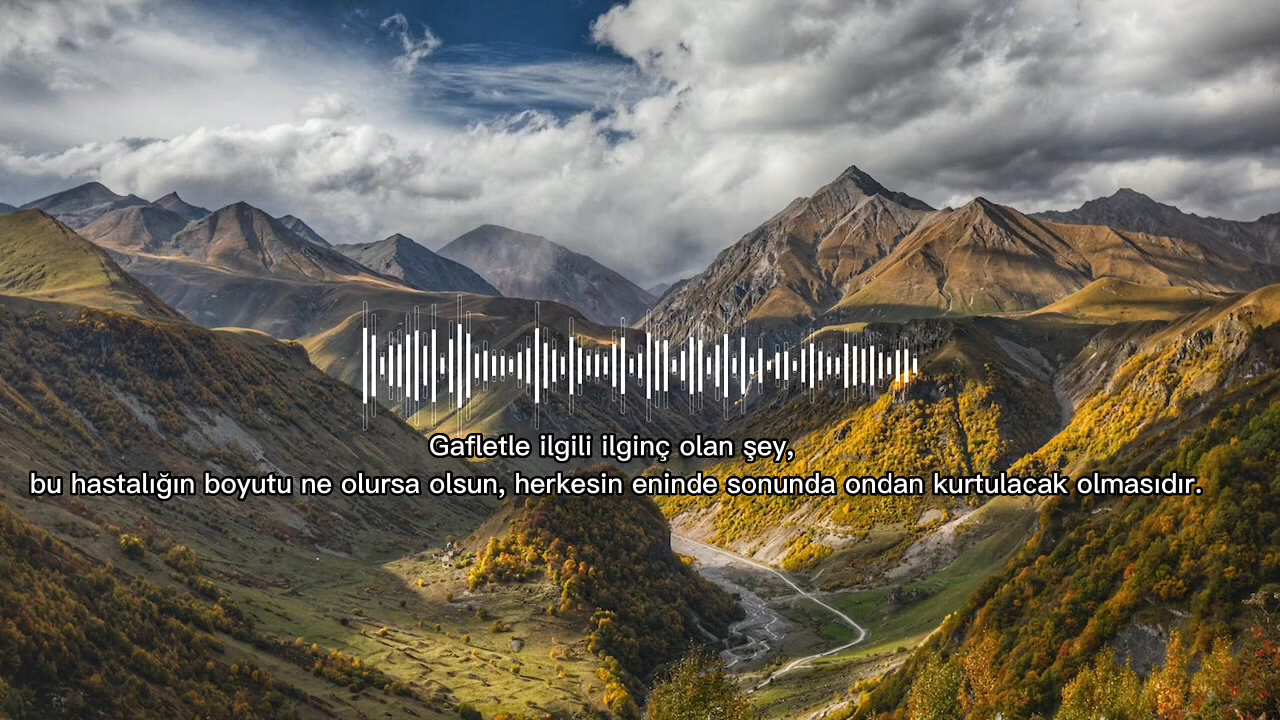 Gafletle ilgili ilginç olan şey,
bu hastalığın boyutu ne olursa olsun, herkesin eninde sonunda ondan kurtulacak olmasıdır.